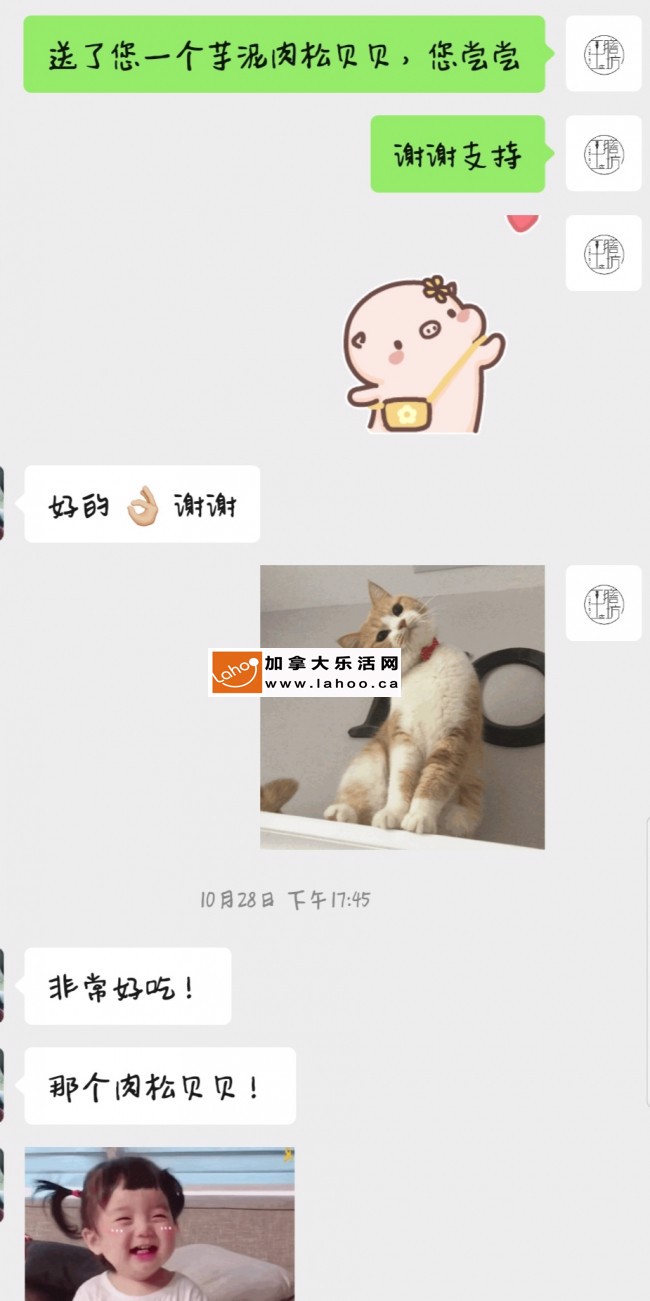 送了您一个芋泥肉松贝贝，您尝尝
谢谢支持
好的👌🏼谢谢
Lahoo
加拿大乐活网
www.lahoo.ca
10月28日 下午17:45
非常好吃！
那个肉松贝贝！